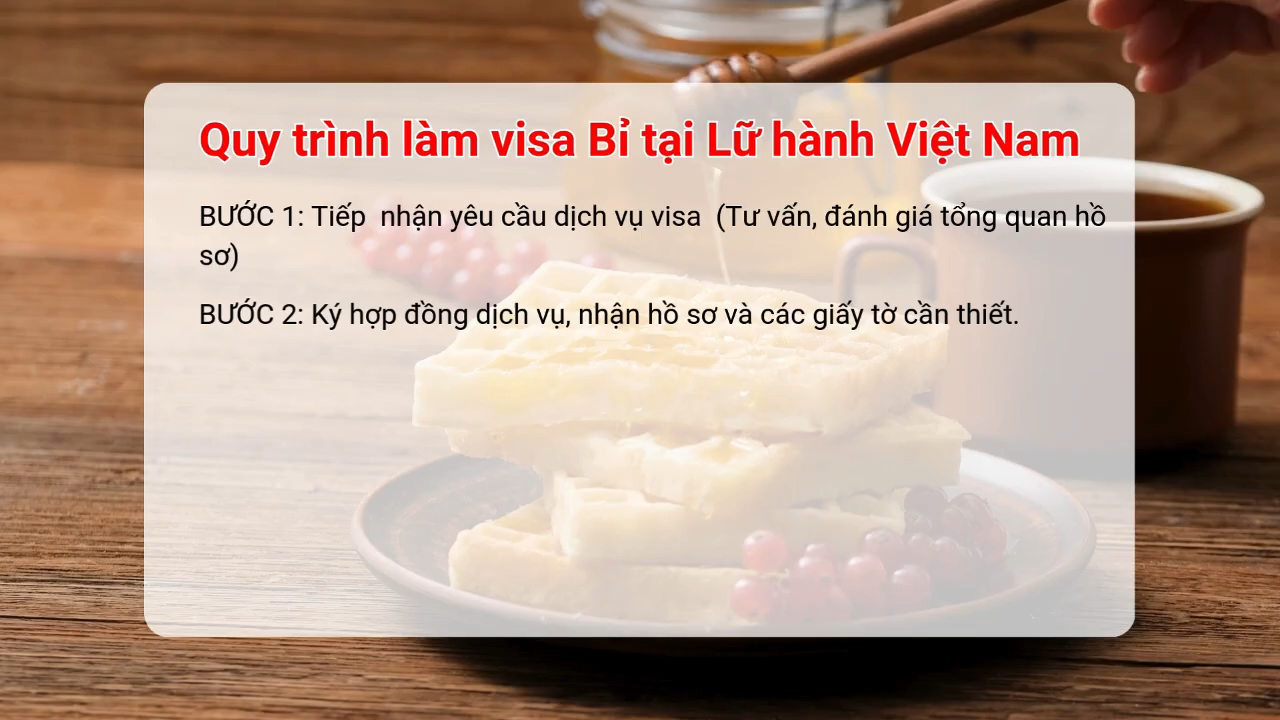 Quy trình làm visa Bỉ tại Lữ hành Việt Nam
BƯỚC 1: Tiếp  nhận yêu cầu dịch vụ visa  (Tư vấn, đánh giá tổng quan hồ
sơ)
BƯỚC 2: Ký hợp đồng dịch vụ, nhận hồ sơ và các giấy tờ cần thiết.